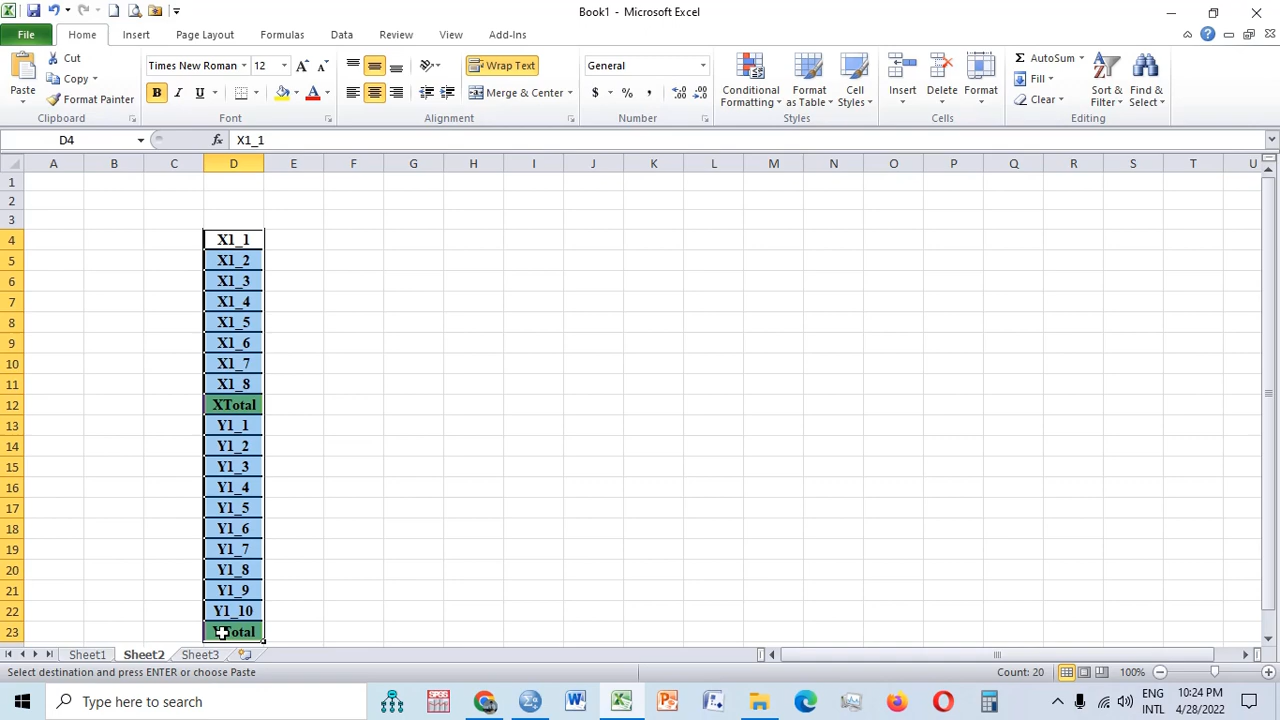 Book1 - Microsoft Excel
File Home Insert Page Layout Formulas Data Review View Add-Ins
Paste
Cut
Copy
Format Painter
Clipboard
Times New Roman 12
B I U
Font
Wrap Text
Merge & Center
Alignment
General
$ % ,
Number
Conditional Formatting
Format as Table
Cell Styles
Styles
Insert Delete Format
Cells
AutoSum
Fill
Clear
Sort & Filter
Find & Select
Editing
D4 fx X1_1
A B C D E F G H I J K L M N O P Q R S T U
1
2
3
4 X1_1
5 X1_2
6 X1_3
7 X1_4
8 X1_5
9 X1_6
10 X1_7
11 X1_8
12 XTotal
13 Y1_1
14 Y1_2
15 Y1_3
16 Y1_4
17 Y1_5
18 Y1_6
19 Y1_7
20 Y1_8
21 Y1_9
22 Y1_10
23 YTotal
Sheet1 Sheet2 Sheet3
Select destination and press ENTER or choose Paste Count: 20 100%
Type here to search
ENG
INTL
10:24 PM
4/28/2022